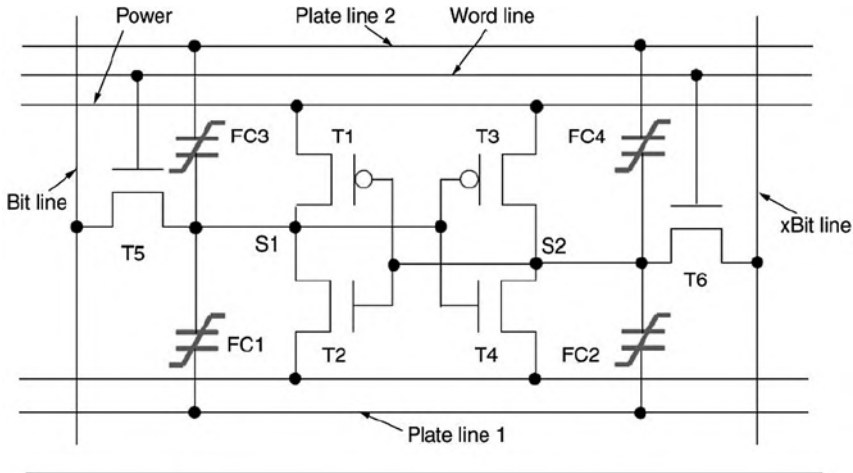 Power
Plate line 2
Word line
FC3
T1
T3
FC4
Bit line
T5
S1
S2
T6
xBit line
FC1
T2
T4
FC2
Plate line 1